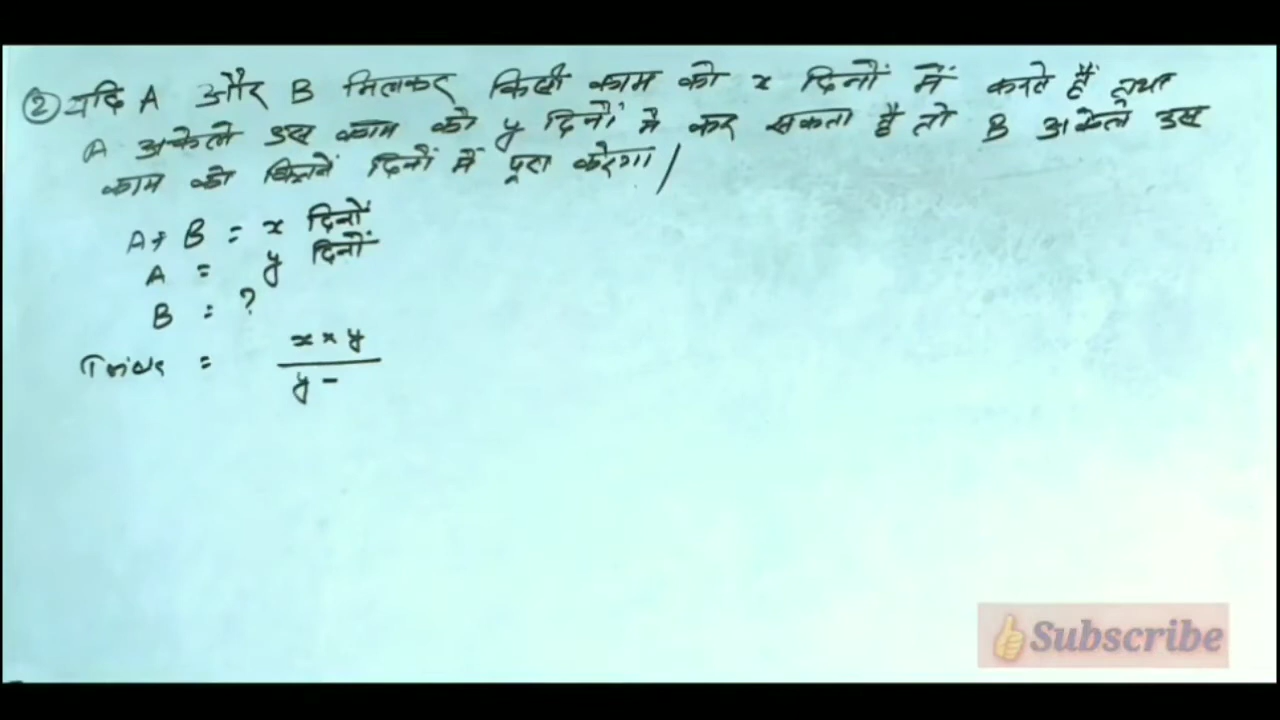 ② यदि A और B मिलकर किसी काम को x दिनों में करते हैं तथा
A अकेले उस काम को y दिनों में कर सकता है तो B अकेले उस
काम को कितने दिनों में पूरा करेगा /
A+ B = x दिनों
A = y दिनों
B = ?
Trick = x × y
y -
Subscribe